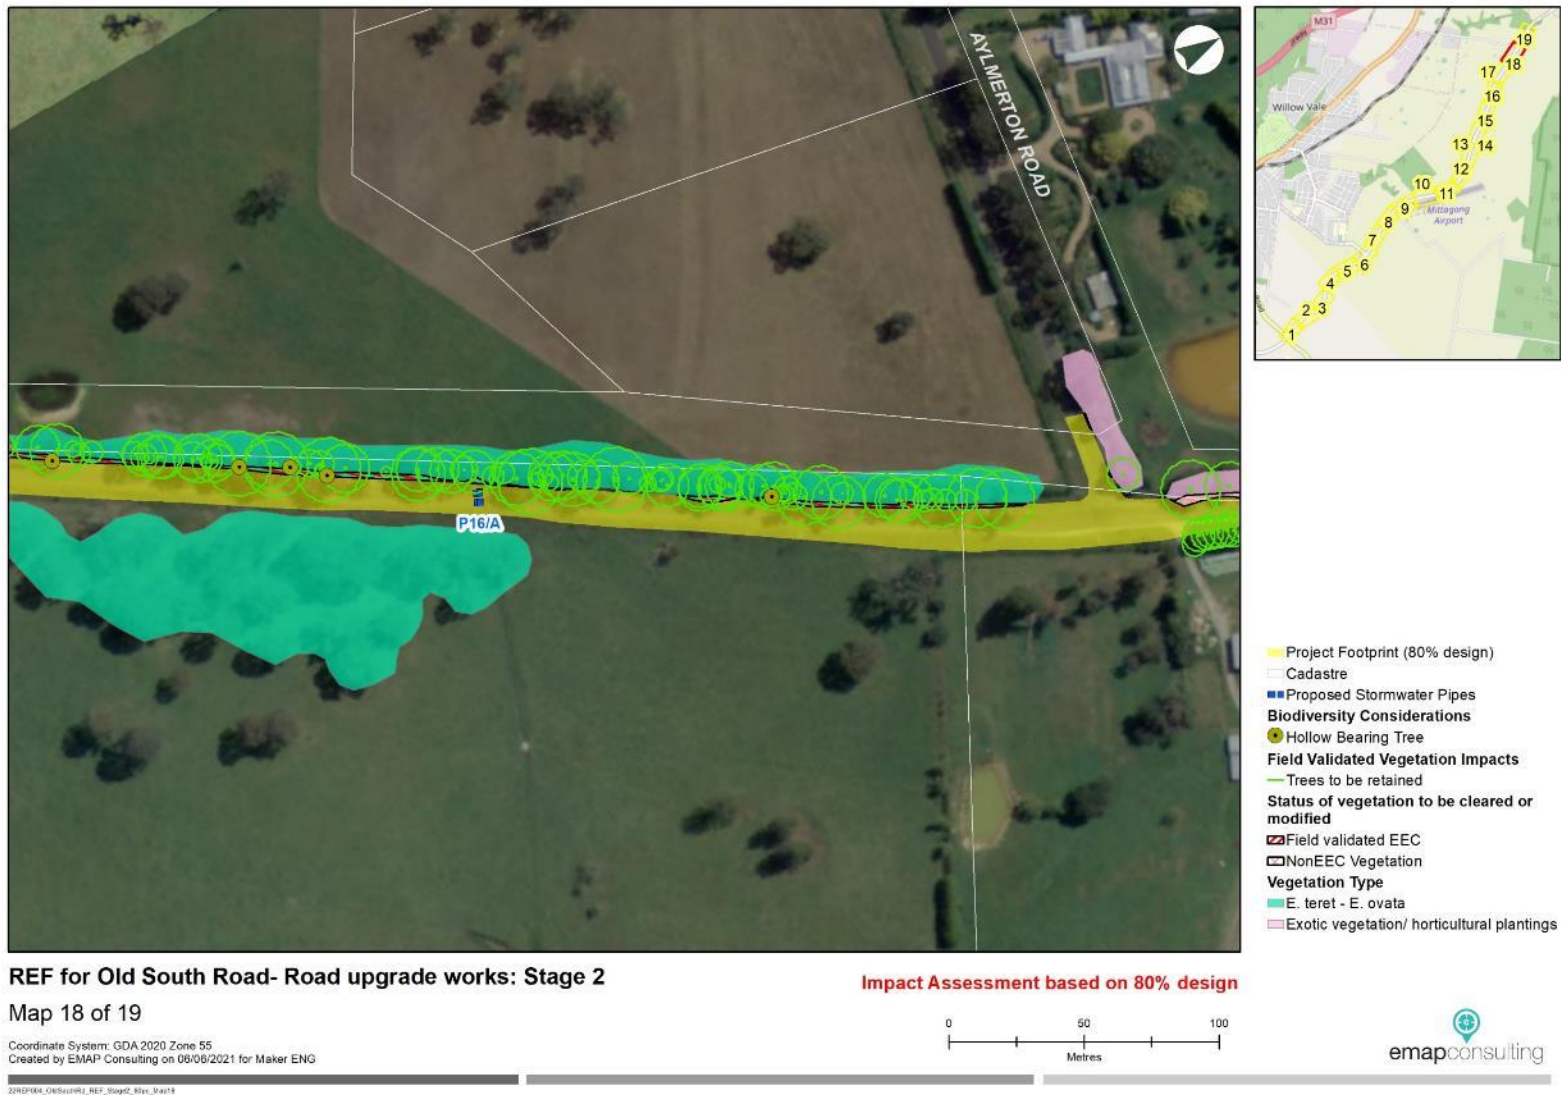 AYLMERTON ROAD
P16/A
M31
Willow Vale
19
18
17
16
15
14
13
12
11
10
9
8
7
6
5
4
3
2
1
Mittagong
Airport
Project Footprint (80% design)
Cadastre
Proposed Stormwater Pipes
Biodiversity Considerations
Hollow Bearing Tree
Field Validated Vegetation Impacts
Trees to be retained
Status of vegetation to be cleared or
modified
Field validated EEC
NonEEC Vegetation
Vegetation Type
E. teret - E. ovata
Exotic vegetation/ horticultural plantings
REF for Old South Road- Road upgrade works: Stage 2
Map 18 of 19
Coordinate System: GDA 2020 Zone 55
Created by EMAP Consulting on 06/06/2021 for Maker ENG
Impact Assessment based on 80% design
0 50 100
Metres
emapconsulting